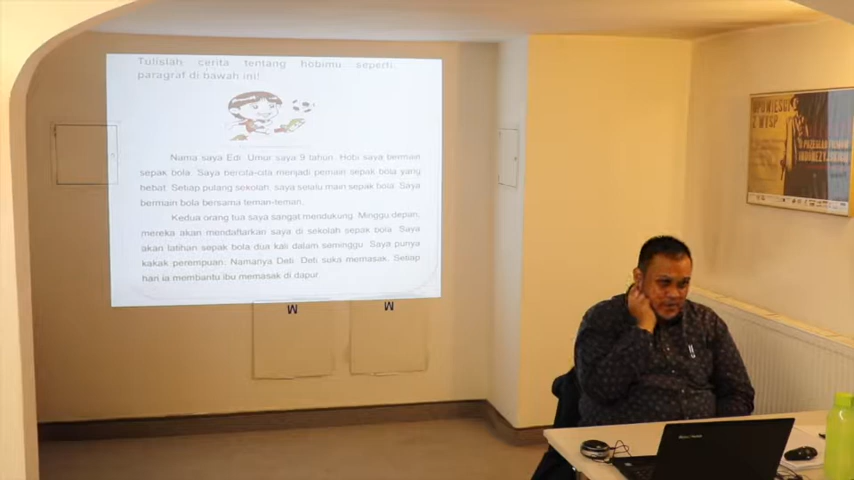 Tulislah cerita tentang hobimu seperti
paragraf di bawah ini!
Nama saya Edi. Umur saya 9 tahun. Hobi saya bermain
sepak bola. Saya bercita-cita menjadi pemain sepak bola yang
hebat. Setiap pulang sekolah, saya selalu main sepak bola. Saya
bermain bola bersama teman-teman.
Kedua orang tua saya sangat mendukung. Minggu depan,
mereka akan mendaftarkan saya di sekolah sepak bola. Saya
akan latihan sepak bola dua kali dalam seminggu. Saya punya
kakak perempuan. Namanya Deti. Deti suka memasak. Setiap
hari ia membantu ibu memasak di dapur.
M
M
OPOWIEŚCI
Z WYSP